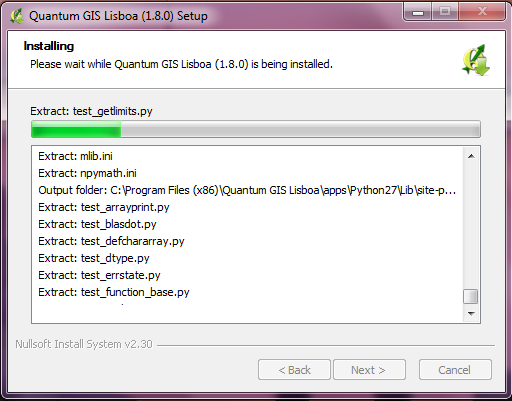 Quantum GIS Lisboa (1.8.0) Setup
Installing
Please wait while Quantum GIS Lisboa (1.8.0) is being installed.
Extract: test_getlimits.py
Extract: mlib.ini
Extract: npymath.ini
Output folder: C:\Program Files (x86)\Quantum GIS Lisboa\apps\Python27\Lib\site-p...
Extract: test_arrayprint.py
Extract: test_blasdot.py
Extract: test_defchararray.py
Extract: test_dtype.py
Extract: test_errstate.py
Extract: test_function_base.py
Nullsoft Install System v2.30
< Back
Next >
Cancel